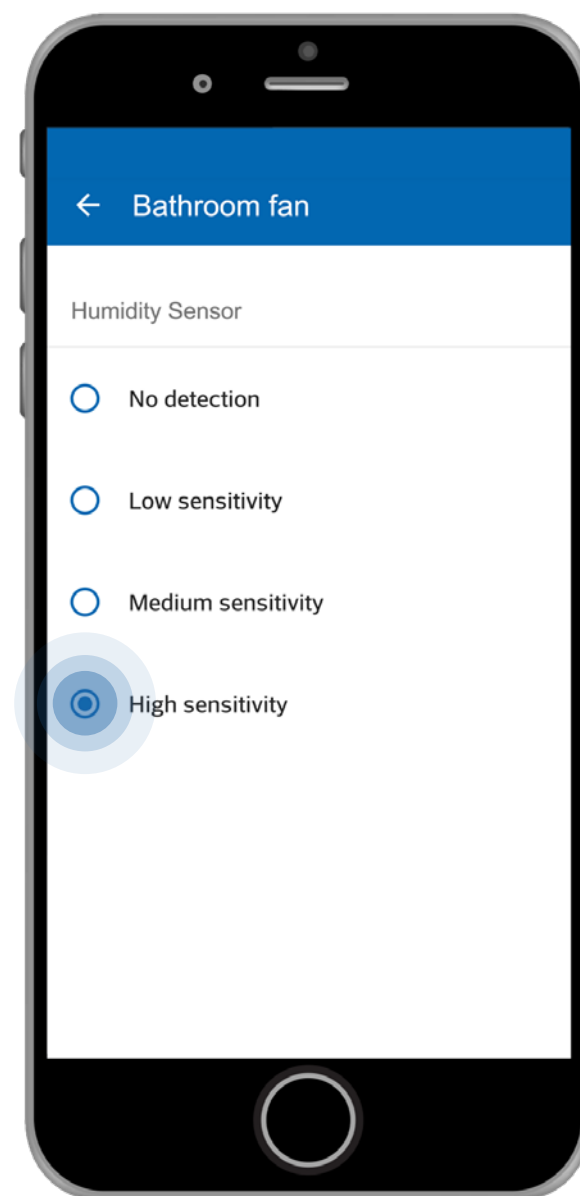 Bathroom fan
Humidity Sensor
No detection
Low sensitivity
Medium sensitivity
High sensitivity